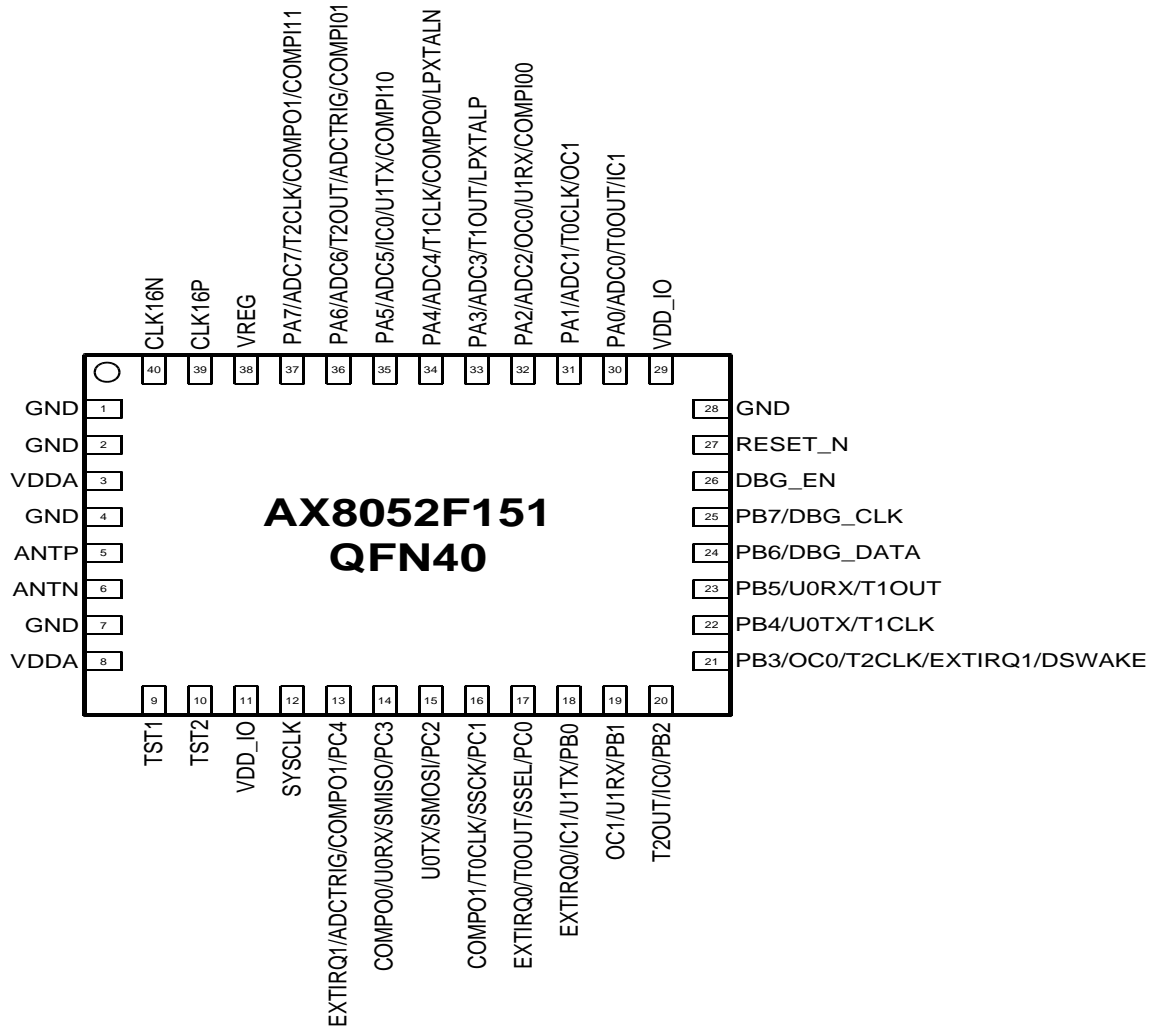 CLK16N
CLK16P
VREG
PA7/ADC7/T2CLK/COMPO1/COMPI11
PA6/ADC6/T2OUT/ADCTRIG/COMPI01
PA5/ADC5/IC0/U1TX/COMPI10
PA4/ADC4/T1CLK/COMPO0/LPXTALN
PA3/ADC3/T1OUT/LPXTALP
PA2/ADC2/OC0/U1RX/COMPI00
PA1/ADC1/T0CLK/OC1
PA0/ADC0/T0OUT/IC1
VDD_IO
40
39
38
37
36
35
34
33
32
31
30
29
GND 1
GND 2
VDDA 3
GND 4
ANTP 5
ANTN 6
GND 7
VDDA 8
AX8052F151
QFN40
28 GND
27 RESET_N
26 DBG_EN
25 PB7/DBG_CLK
24 PB6/DBG_DATA
23 PB5/U0RX/T1OUT
22 PB4/U0TX/T1CLK
21 PB3/OC0/T2CLK/EXTIRQ1/DSWAKE
9
10
11
12
13
14
15
16
17
18
19
20
TST1
TST2
VDD_IO
SYSCLK
EXTIRQ1/ADCTRIG/COMPO1/PC4
COMPO0/U0RX/SMISO/PC3
U0TX/SMOSI/PC2
COMPO1/T0CLK/SSCK/PC1
EXTIRQ0/T0OUT/SSEL/PC0
EXTIRQ0/IC1/U1TX/PB0
OC1/U1RX/PB1
T2OUT/IC0/PB2